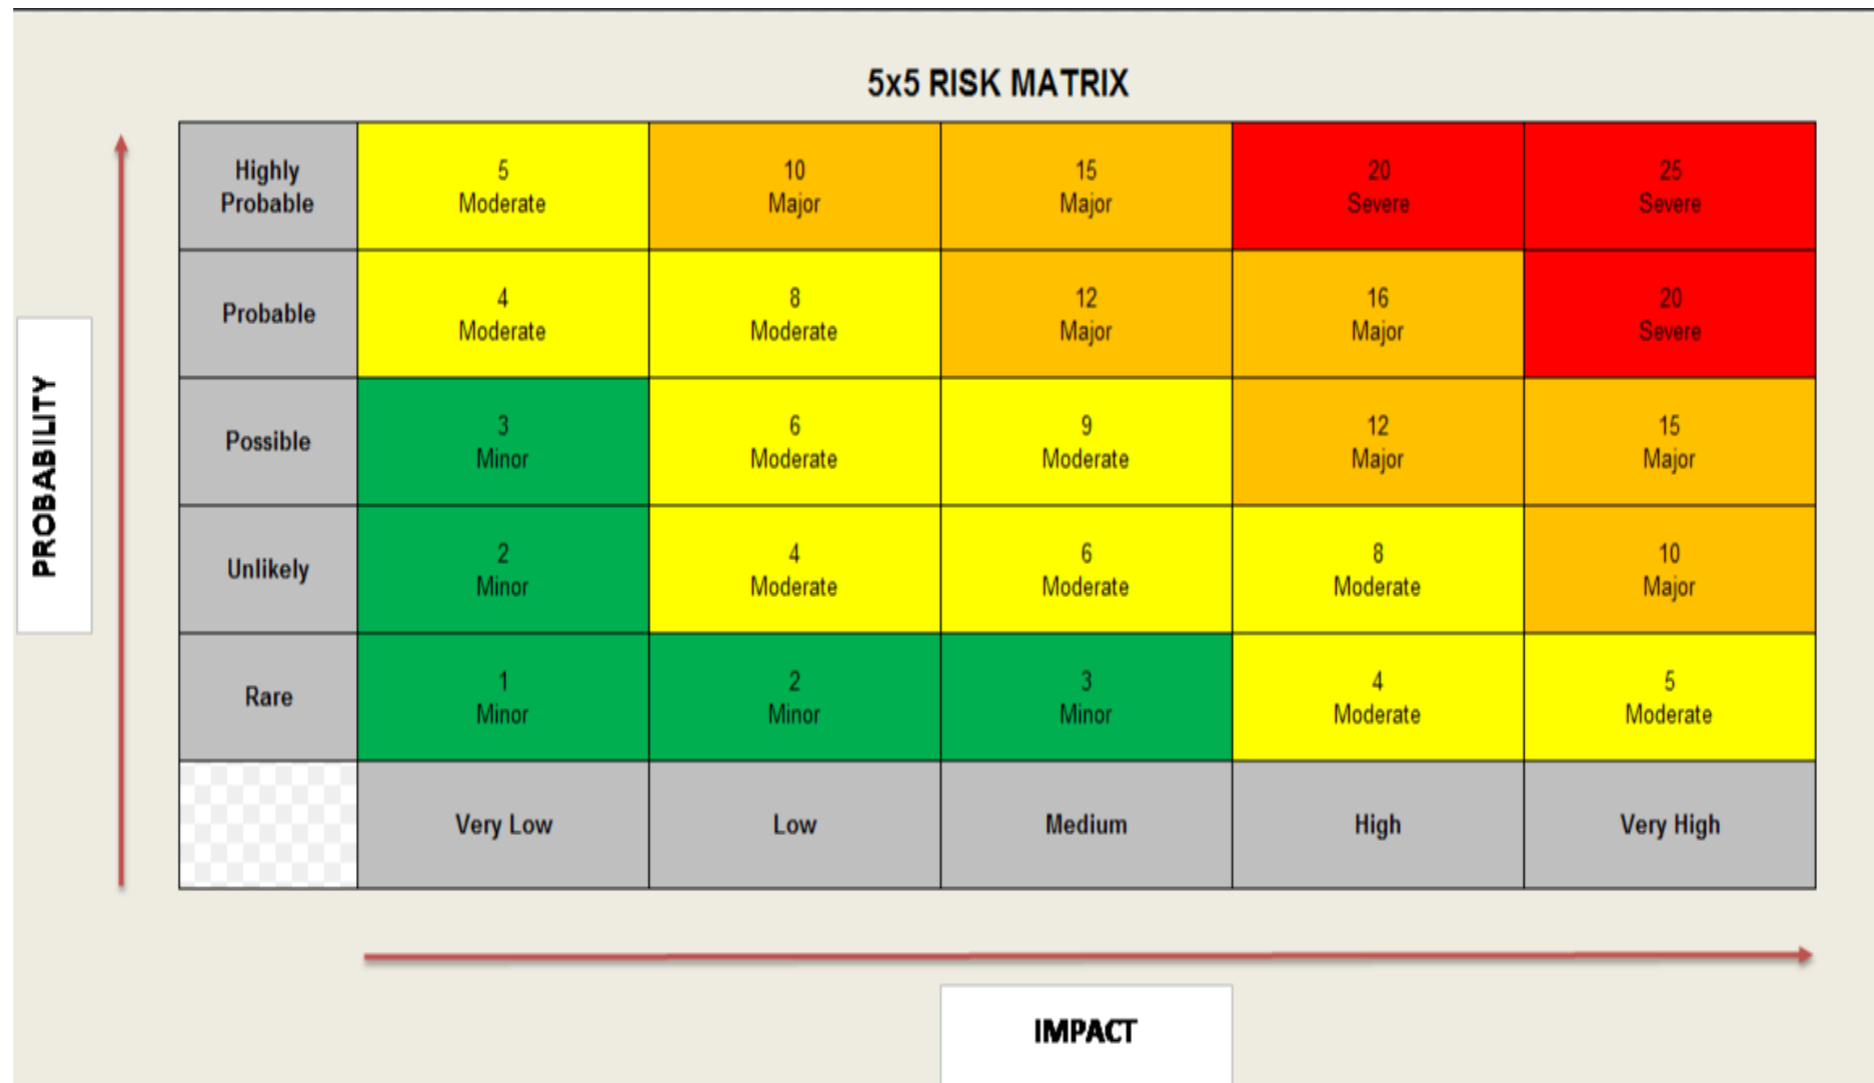 5x5 RISK MATRIX
Highly
Probable
5
Moderate
10
Major
15
Major
20
Severe
25
Severe
Probable
4
Moderate
8
Moderate
12
Major
16
Major
20
Severe
PROBABILITY
Possible
3
Minor
6
Moderate
9
Moderate
12
Major
15
Major
Unlikely
2
Minor
4
Moderate
6
Moderate
8
Moderate
10
Major
Rare
1
Minor
2
Minor
3
Minor
4
Moderate
5
Moderate
Very Low
Low
Medium
High
Very High
IMPACT